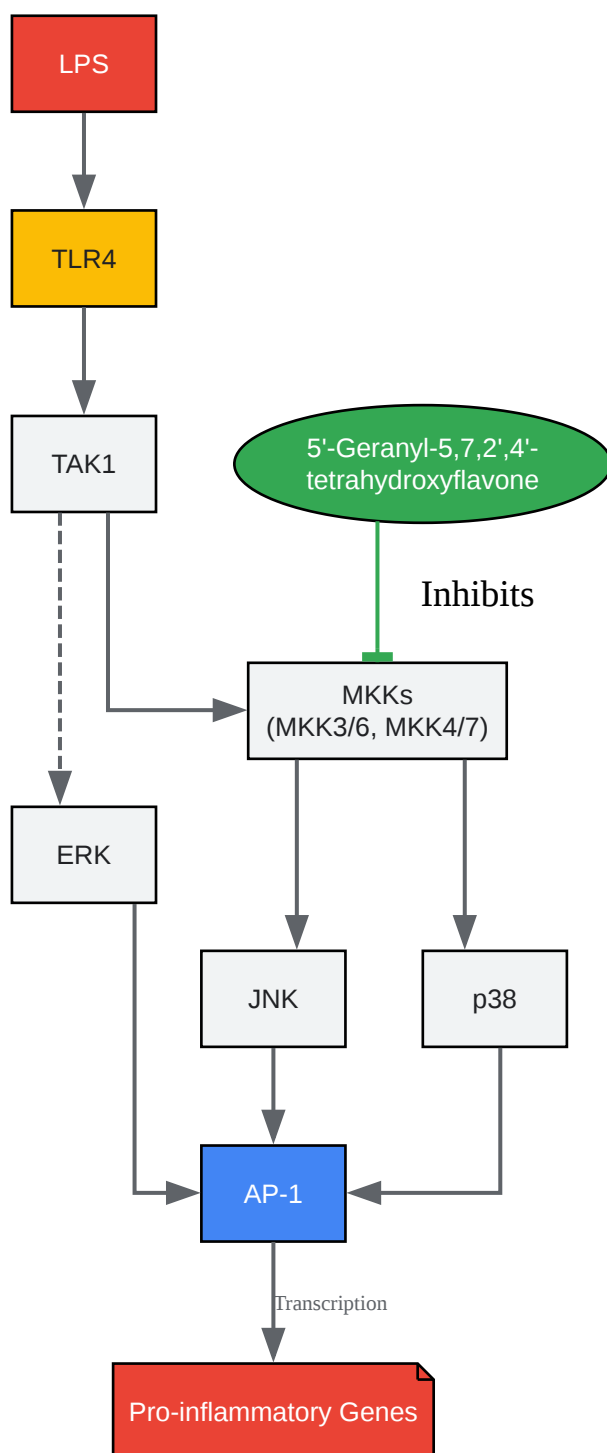 LPS
TLR4
TAK1
5'-Geranyl-5,7,2',4'-
tetrahydroxyflavone
Inhibits
MKKs
(MKK3/6, MKK4/7)
ERK
JNK
p38
AP-1
Transcription
Pro-inflammatory Genes